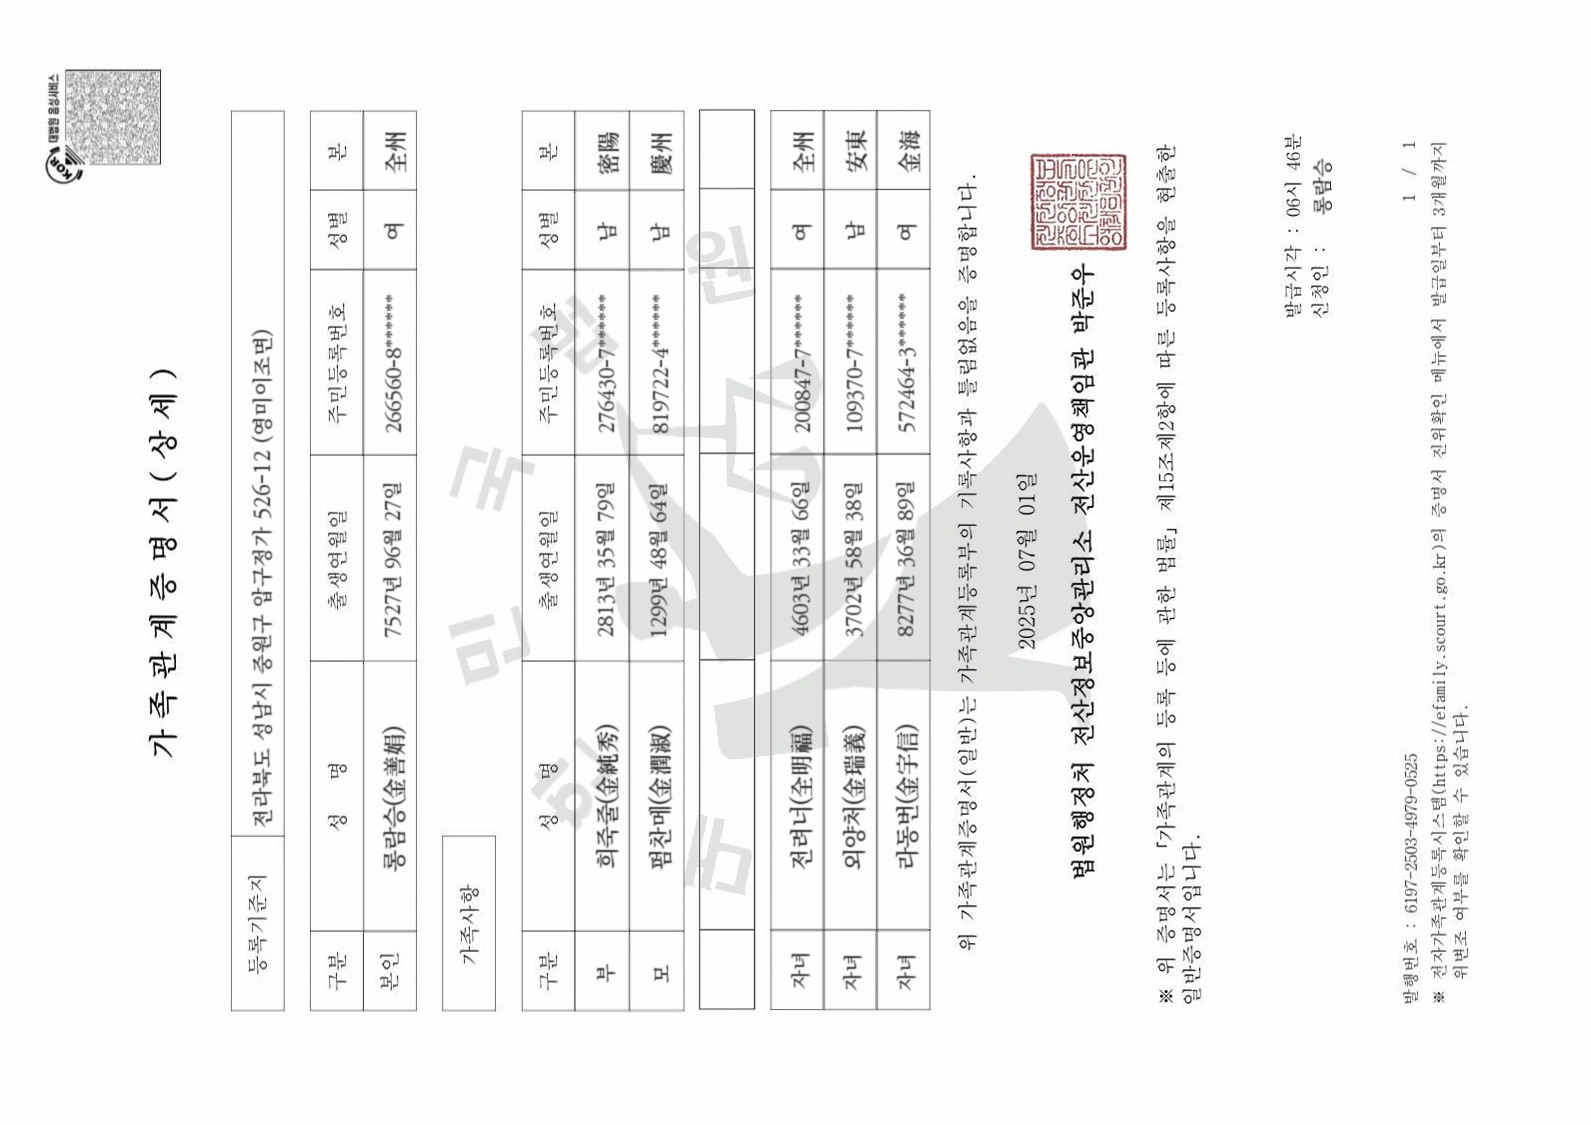 KOR 대법원 음성서비스
가 족 관 계 증 명 서 ( 상 세 )
등록기준지 전라북도 성남시 중원구 압구정가 526-12 (영미이조면)
구분 성 명 출생연월일 주민등록번호 성별 본
본인 롱람승(金善娟) 7527년 96월 27일 266560-8****** 여 全州
가족사항
구분 성 명 출생연월일 주민등록번호 성별 본
부 희죽줄(金純秀) 2813년 35월 79일 276430-7****** 남 密陽
모 펌찬메(金潤淑) 1299년 48월 64일 819722-4****** 남 慶州
자녀 전려너(全明福) 4603년 33월 66일 200847-7****** 여 全州
자녀 외양처(金瑞義) 3702년 58월 38일 109370-7****** 남 安東
자녀 라동번(金宇信) 8277년 36월 89일 572464-3****** 여 金海
위 가족관계증명서(일반)는 가족관계등록부의 기록사항과 틀림없음을 증명합니다.
2025년 07월 01일
법원행정처 전산정보중앙관리소 전산운영책임관 박준우
※ 위 증명서는 「가족관계의 등록 등에 관한 법률」 제15조제2항에 따른 등록사항을 현출한
일반증명서입니다.
발급시각 : 06시 46분
신청인 : 롱람승
발행번호 : 6197-2503-4979-0525 1 / 1
※ 전자가족관계등록시스템(https://efamily.scourt.go.kr)의 증명서 진위확인 메뉴에서 발급일부터 3개월까지
위변조 여부를 확인할 수 있습니다.